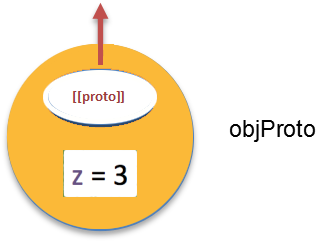 [[proto]]
objProto
z = 3